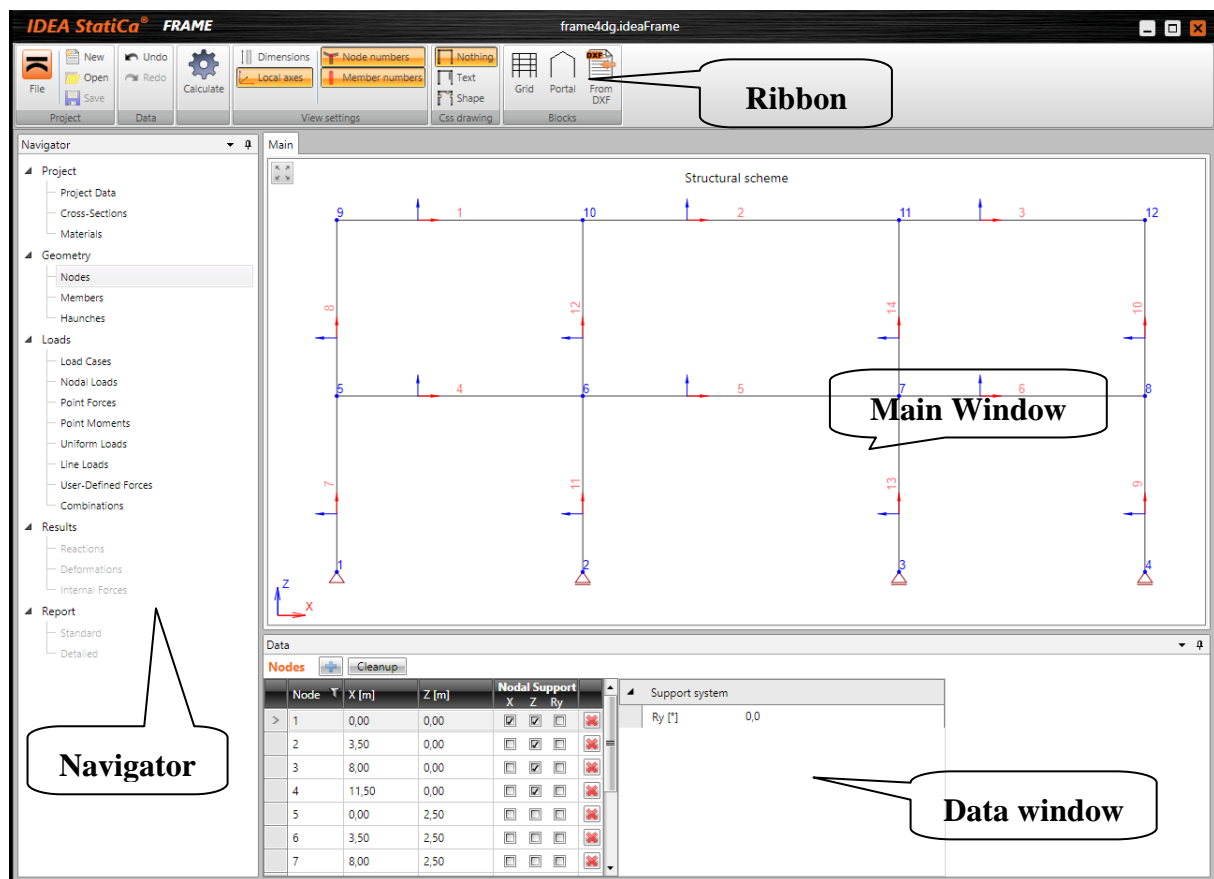 IDEA StatiCa® FRAME
frame4dg.ideaFrame
File
New
Open
Save
Project
Undo
Redo
Data
Calculate
Dimensions
Local axes
Node numbers
Member numbers
View settings
Nothing
Text
Shape
Css drawing
Grid
Portal
From DXF
Blocks
Ribbon
Navigator
Project
Project Data
Cross-Sections
Materials
Geometry
Nodes
Members
Haunches
Loads
Load Cases
Nodal Loads
Point Forces
Point Moments
Uniform Loads
Line Loads
User-Defined Forces
Combinations
Results
Reactions
Deformations
Internal Forces
Report
Standard
Detailed
Navigator
Main
Structural scheme
9 1 10 2 11 3 12
8 12 14 10
5 4 6 5 7 6 8
Main Window
7 11 13 9
1 2 3 4
Z
X
Data
Nodes Cleanup
Node X [m] Z [m] Nodal Support
X Z Ry
> 1 0,00 0,00
2 3,50 0,00
3 8,00 0,00
4 11,50 0,00
5 0,00 2,50
6 3,50 2,50
7 8,00 2,50
Support system
Ry [°] 0,0
Data window